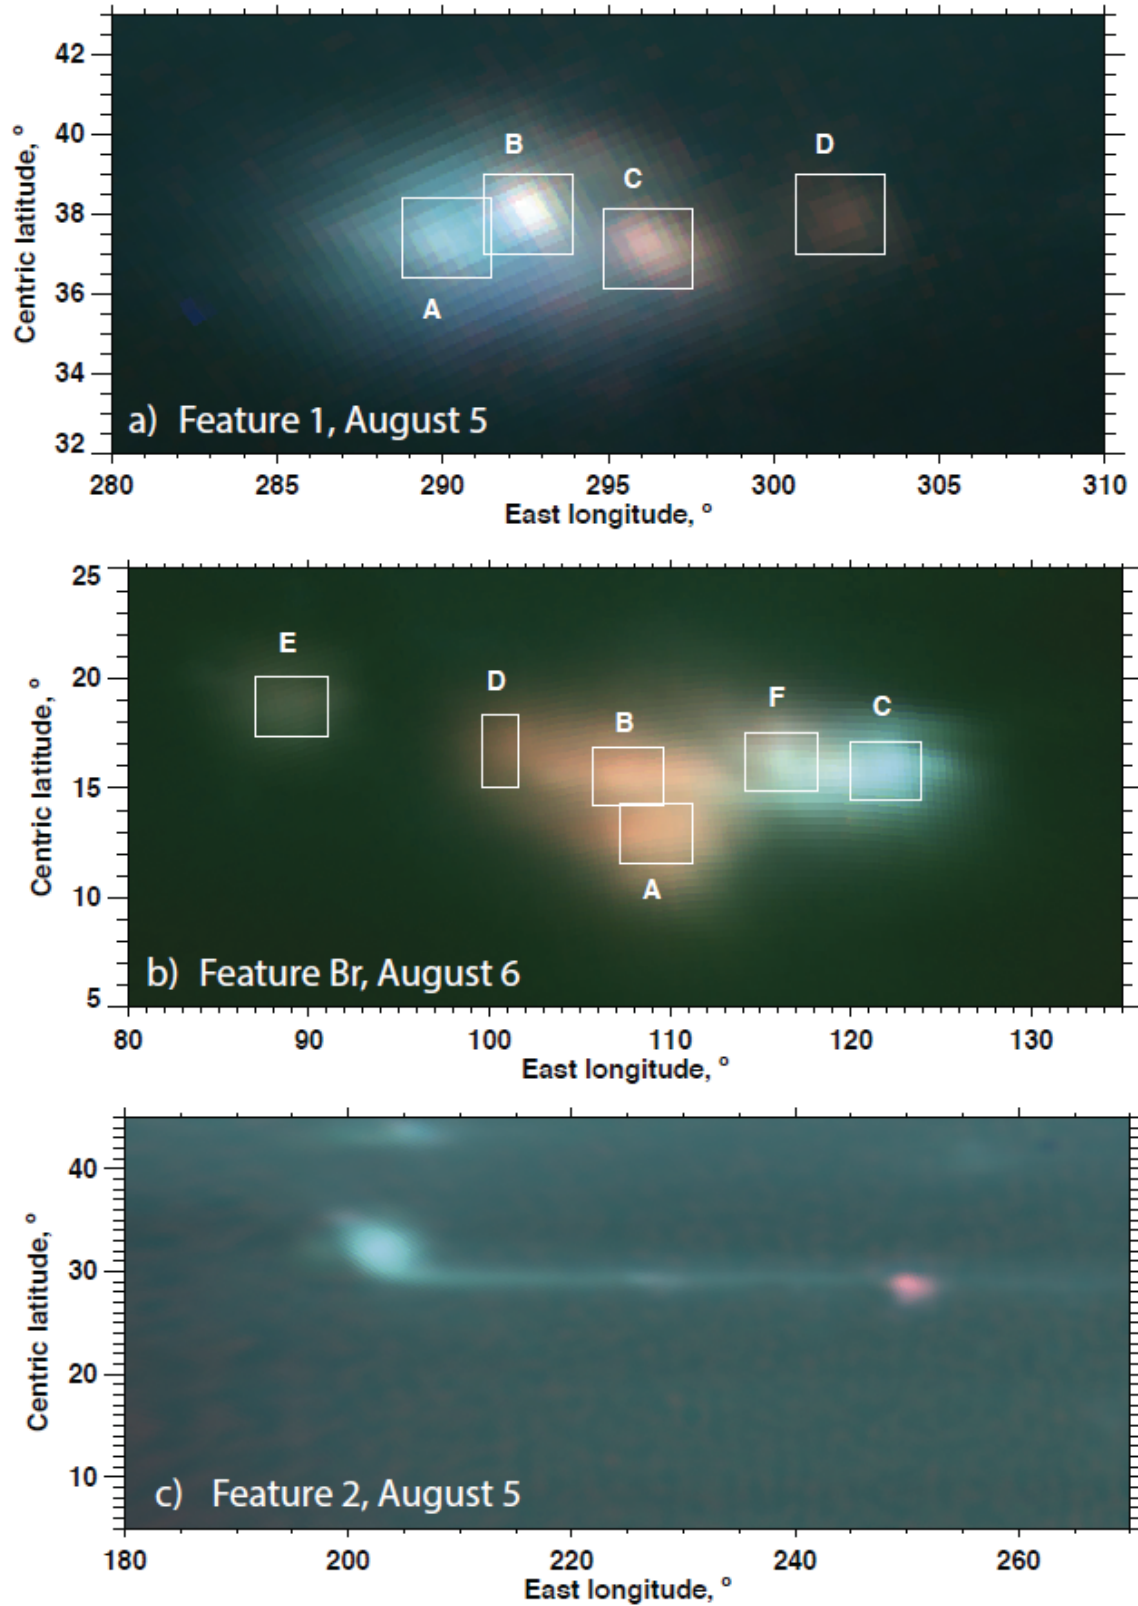 Centric latitude, °
42
40
38
36
34
32
A
B
C
D
a) Feature 1, August 5
280 285 290 295 300 305 310
East longitude, °
Centric latitude, °
25
20
15
10
5
E
D
B
F
C
A
b) Feature Br, August 6
80 90 100 110 120 130
East longitude, °
Centric latitude, °
40
30
20
10
c) Feature 2, August 5
180 200 220 240 260
East longitude, °